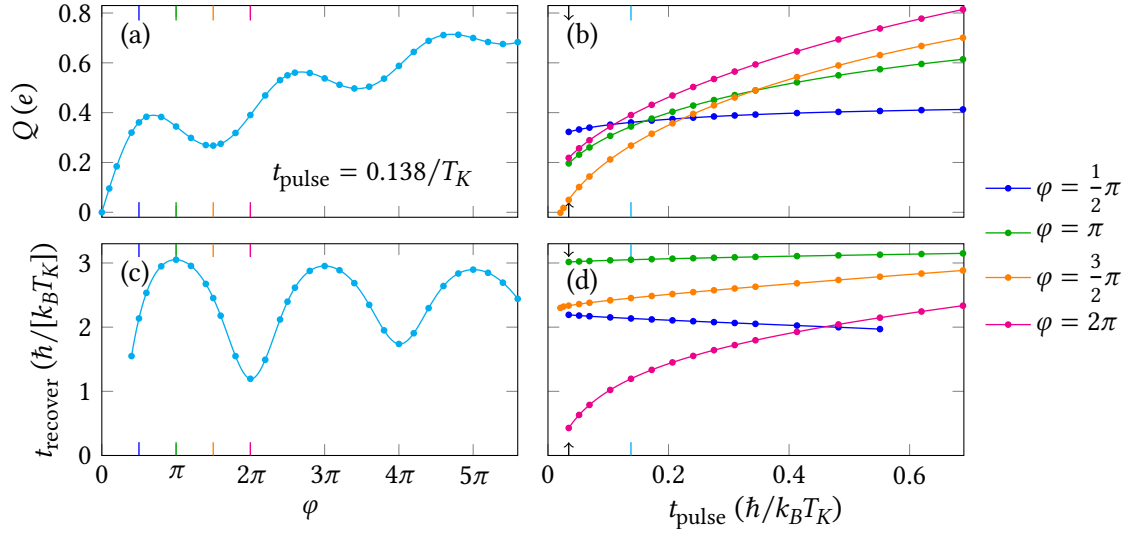 (a)
0.8
0.6
0.4
0.2
0
Q (e)
t_pulse = 0.138/T_K
(b)
(c)
3
2
1
0
t_recover (ħ/[k_B T_K])
0 π 2π 3π 4π 5π
φ
(d)
0 0.2 0.4 0.6
t_pulse (ħ/k_B T_K)
φ = 1/2 π
φ = π
φ = 3/2 π
φ = 2π